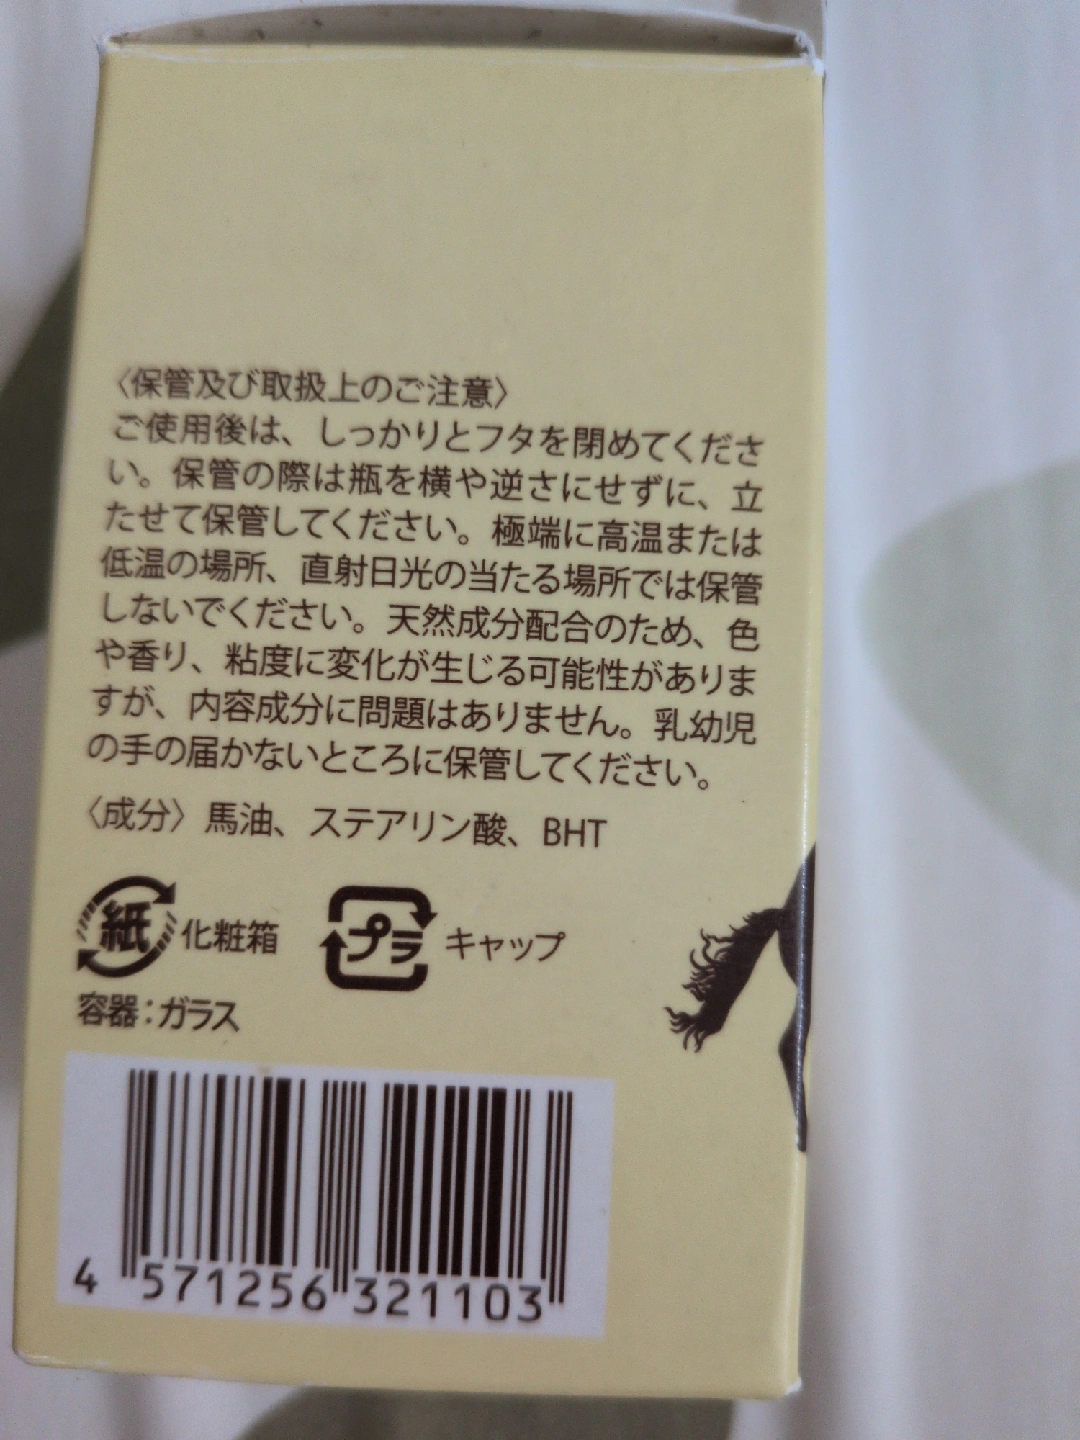 〈保管及び取扱上のご注意〉
ご使用後は、しっかりとフタを閉めてくださ
い。保管の際は瓶を横や逆さにせずに、立
たせて保管してください。極端に高温または
低温の場所、直射日光の当たる場所では保管
しないでください。天然成分配合のため、色
や香り、粘度に変化が生じる可能性がありま
すが、内容成分に問題はありません。乳幼児
の手の届かないところに保管してください。
〈成分〉馬油、ステアリン酸、BHT
紙 化粧箱 プラ キャップ
容器：ガラス
4 571256 321103